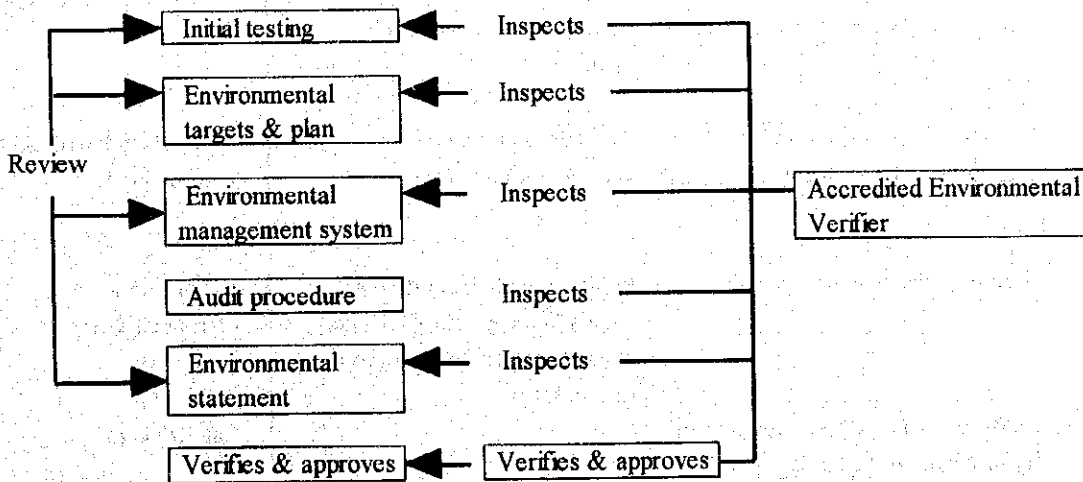 Initial testing
Inspects
Environmental
targets & plan
Inspects
Review
Environmental
management system
Inspects
Accredited Environmental
Verifier
Audit procedure
Inspects
Environmental
statement
Inspects
Verifies & approves
Verifies & approves